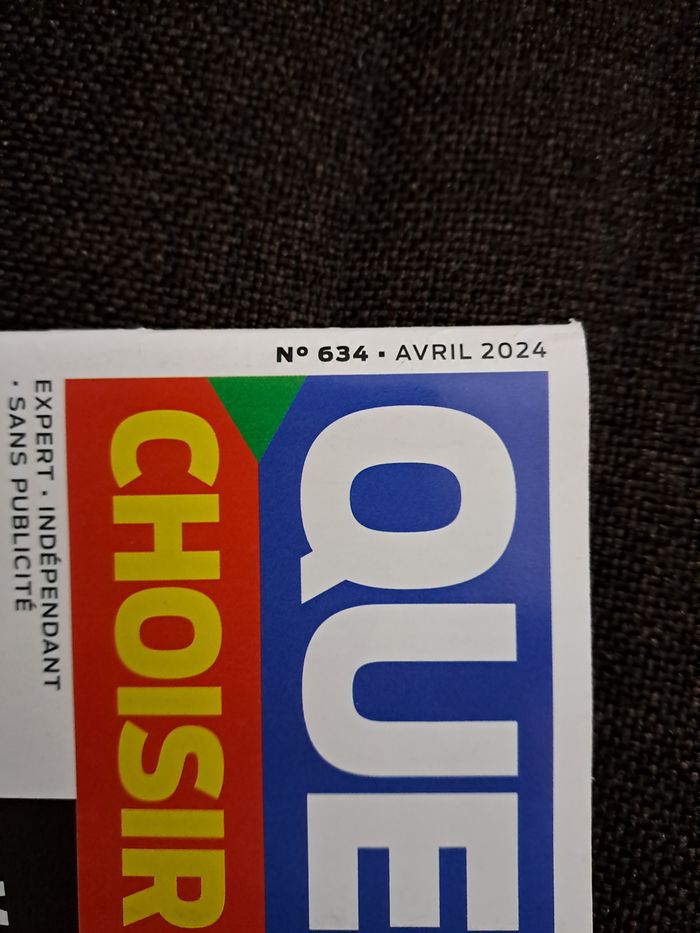 Nº 634 ▪ AVRIL 2024
QUE
CHOISIR
EXPERT • INDÉPENDANT
• SANS PUBLICITÉ